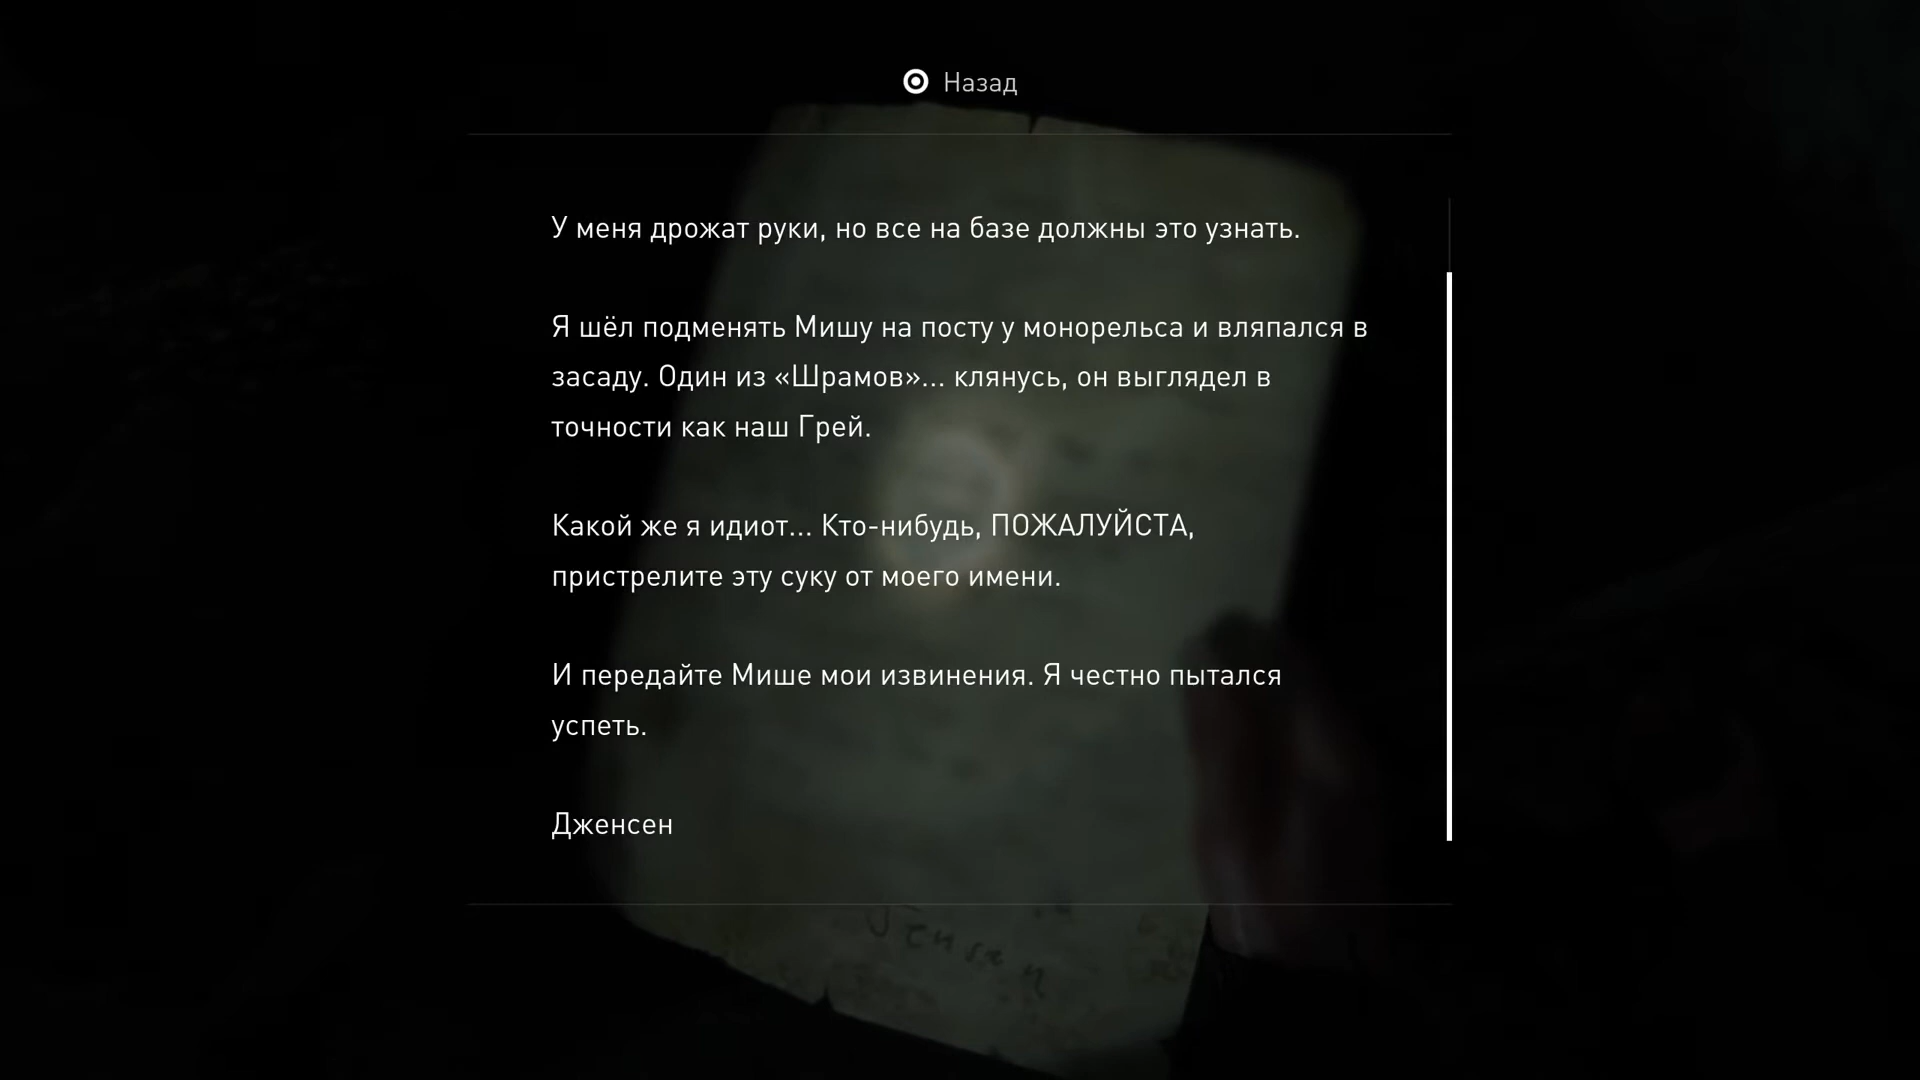 Назад
У меня дрожат руки, но все на базе должны это узнать.
Я шёл подменять Мишу на посту у монорельса и вляпался в
засаду. Один из «Шрамов»... клянусь, он выглядел в
точности как наш Грей.
Какой же я идиот... Кто-нибудь, ПОЖАЛУЙСТА,
пристрелите эту суку от моего имени.
И передайте Мише мои извинения. Я честно пытался
успеть.
Дженсен